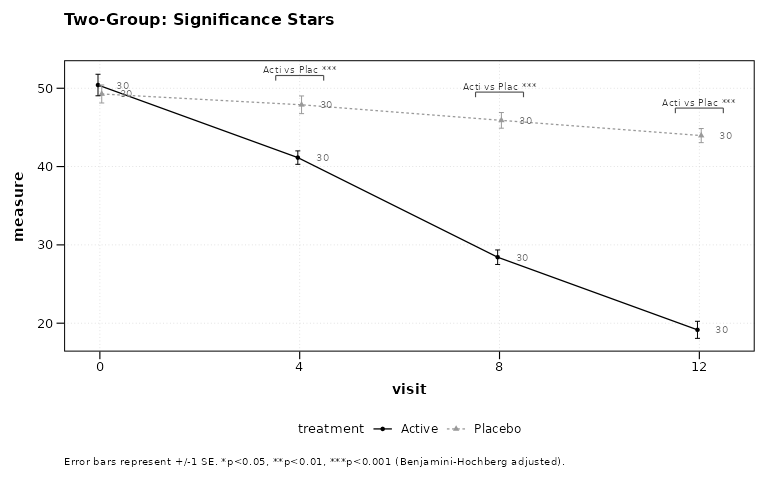 Two-Group: Significance Stars
Acti vs Plac ***
Acti vs Plac ***
Acti vs Plac ***
50
40
30
20
measure
30
30
30
30
30
30
30
30
0
4
8
12
visit
treatment Active Placebo
Error bars represent +/-1 SE. *p<0.05, **p<0.01, ***p<0.001 (Benjamini-Hochberg adjusted).